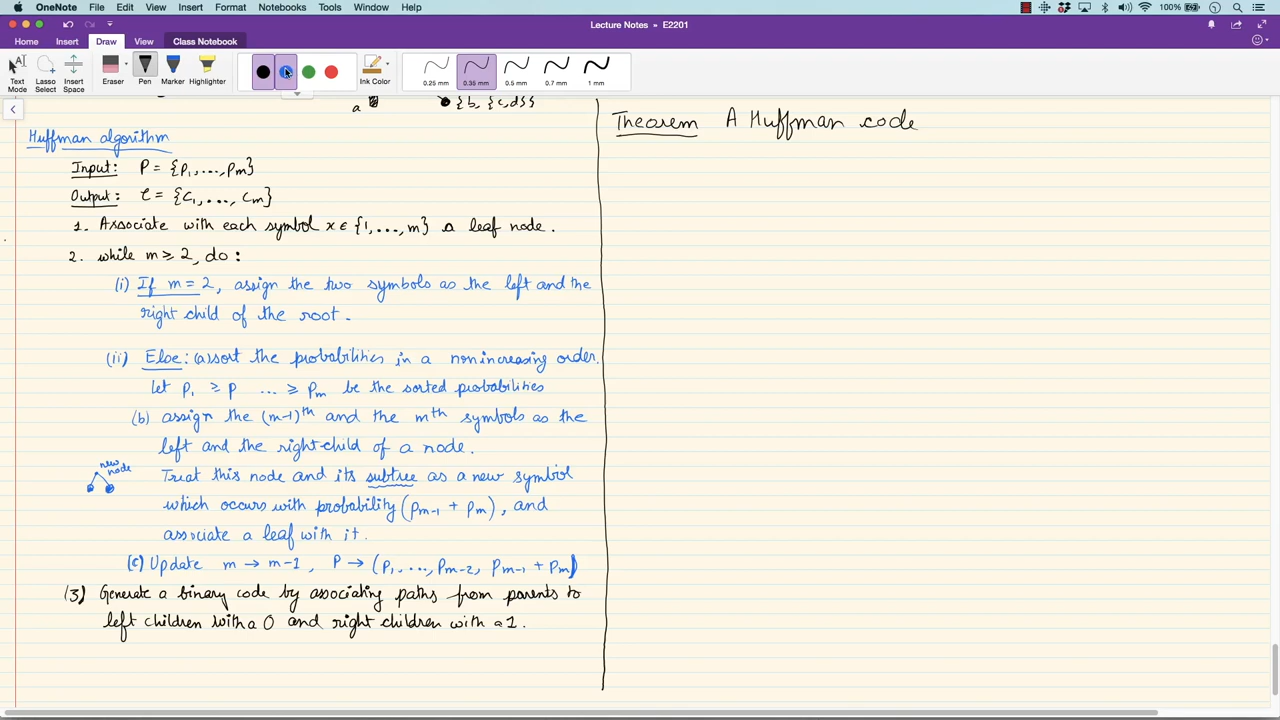 OneNote File Edit View Insert Format Notebooks Tools Window Help
100%
Lecture Notes » E2201
Home Insert Draw View Class Notebook
Text Mode
Lasso Select
Insert Space
Eraser
Pen
Marker
Highlighter
Ink Color
0.25 mm
0.35 mm
0.5 mm
0.7 mm
1 mm
a {b, {c,d}}
Huffman algorithm
Input: P = {p1,...,pm}
Output: C = {c1, ..., cm}
1. Associate with each symbol x ∈ {1,...,m} a leaf node.
2. while m ≥ 2, do :
(i) If m = 2, assign the two symbols as the left and the
right child of the root.
(ii) Else: (a) sort the probabilities in a nonincreasing order.
let p1 ≥ p ... ≥ pm be the sorted probabilities
(b) assign the (m-1)th and the mth symbols as the
left and the right child of a node.
new node
Treat this node and its subtree as a new symbol
which occurs with probability (pm-1 + pm), and
associate a leaf with it.
(c) Update m → m-1, P → (p1,...,pm-2, pm-1 + pm)
(3) Generate a binary code by associating paths from parents to
left children with a 0 and right children with a 1.
Theorem A Huffman code